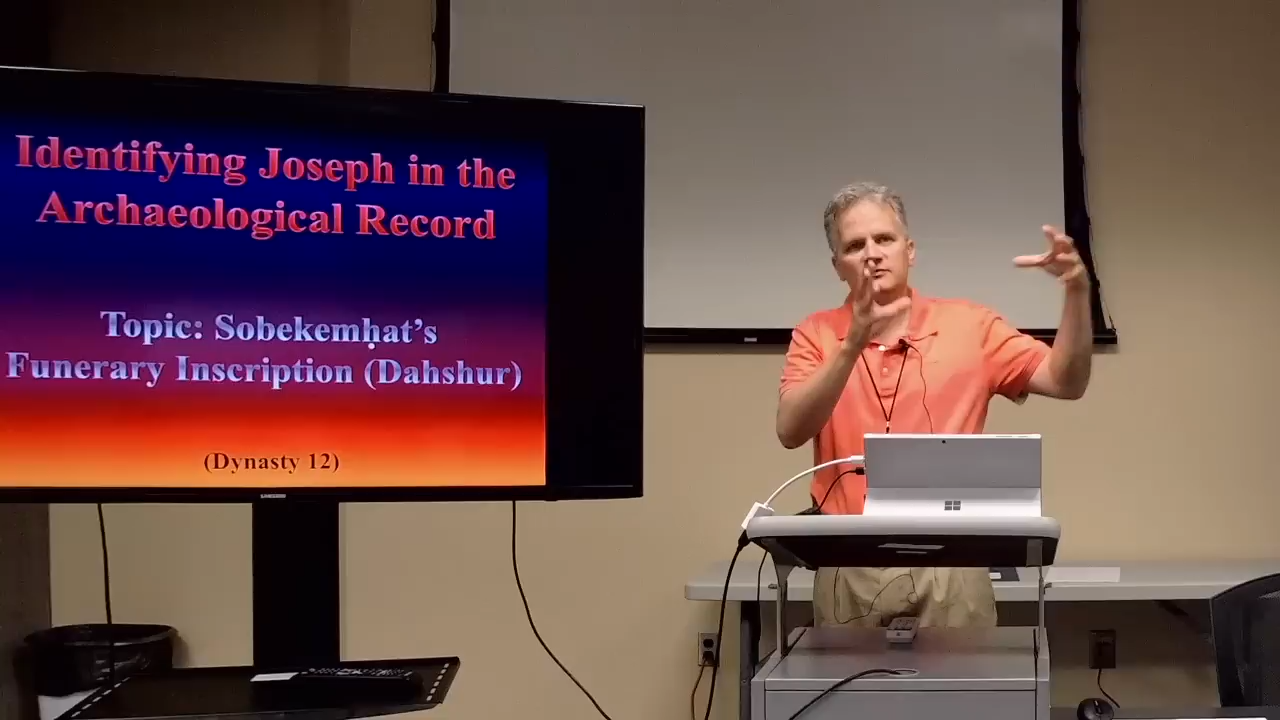 Identifying Joseph in the
Archaeological Record
Topic: Sobekemḥat’s
Funerary Inscription (Dahshur)
(Dynasty 12)